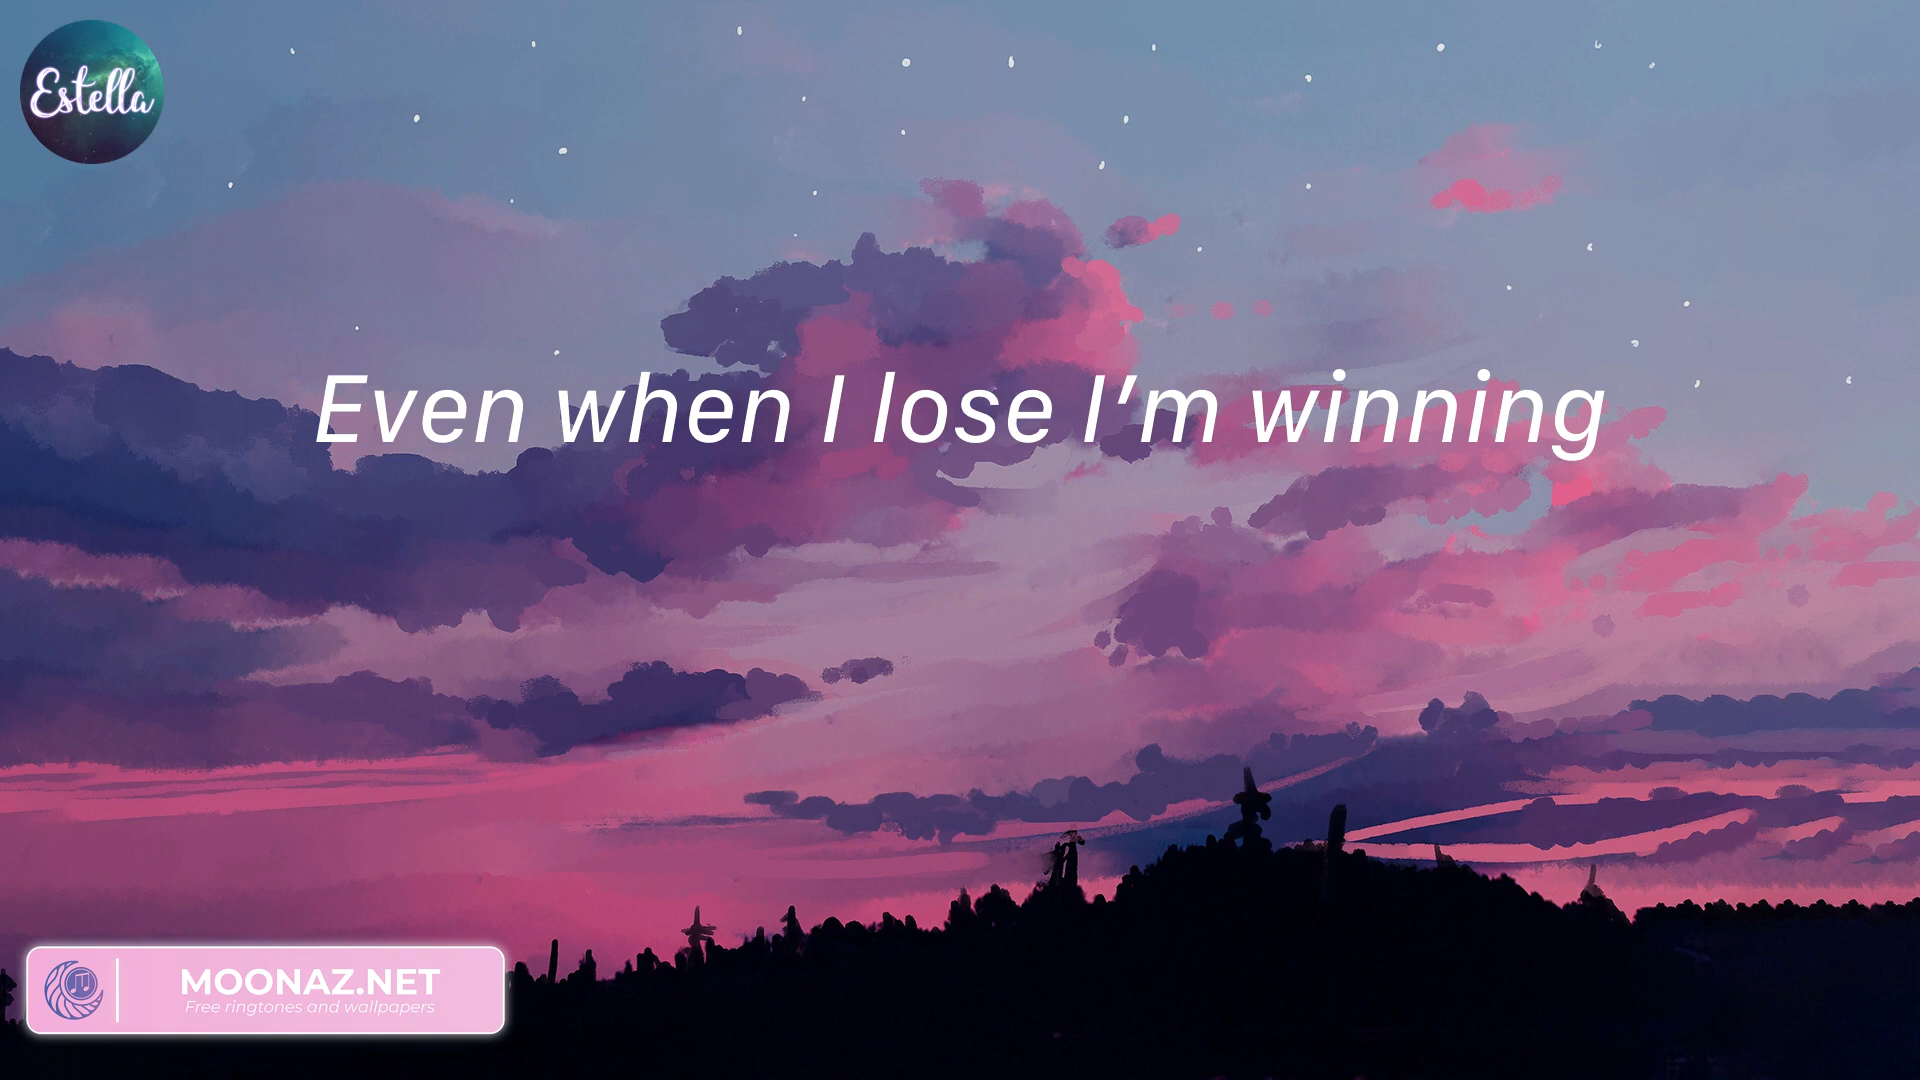 Estella
Even when I lose I’m winning
MOONAZ.NET
Free ringtones and wallpapers